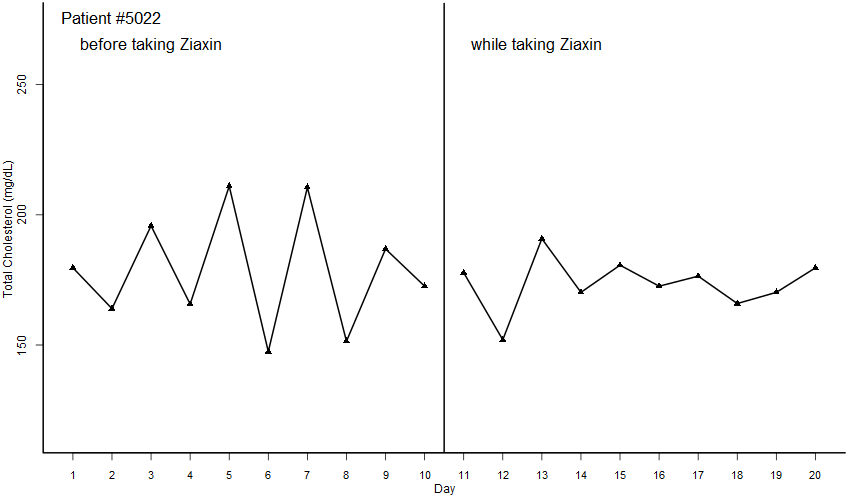 Patient #5022
before taking Ziaxin
while taking Ziaxin
Total Cholesterol (mg/dL)
250
200
150
1 2 3 4 5 6 7 8 9 10 11 12 13 14 15 16 17 18 19 20
Day